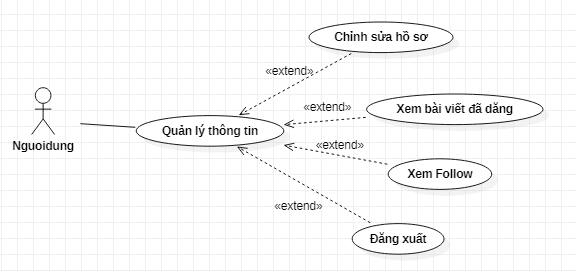 Chỉnh sửa hồ sơ
«extend»
«extend»
Xem bài viết đã đăng
Quản lý thông tin
Nguoidung
«extend»
Xem Follow
«extend»
Đăng xuất